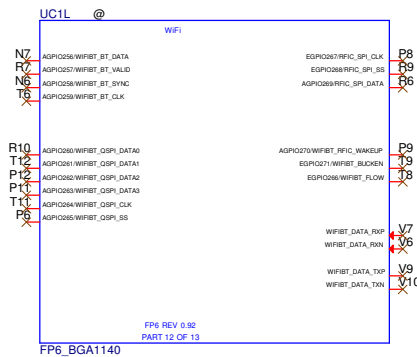 UC1L @
WiFi
N7 AGPIO256/WIFIBT_BT_DATA EGPIO267/RFIC_SPI_CLK P8
R7 AGPIO257/WIFIBT_BT_VALID EGPIO268/RFIC_SPI_SS R9
N6 AGPIO258/WIFIBT_BT_SYNC AGPIO269/RFIC_SPI_DATA R6
T6 AGPIO259/WIFIBT_BT_CLK
R10 AGPIO260/WIFIBT_QSPI_DATA0 AGPIO270/WIFIBT_RFIC_WAKEUP P9
T12 AGPIO261/WIFIBT_QSPI_DATA1 EGPIO271/WIFIBT_BUCKEN T9
P12 AGPIO262/WIFIBT_QSPI_DATA2 EGPIO266/WIFIBT_FLOW T8
P11 AGPIO263/WIFIBT_QSPI_DATA3
T11 AGPIO264/WIFIBT_QSPI_CLK
P6 AGPIO265/WIFIBT_QSPI_SS
WIFIBT_DATA_RXP V7
WIFIBT_DATA_RXN V6
WIFIBT_DATA_TXP V9
WIFIBT_DATA_TXN V10
FP6 REV 0.92
PART 12 OF 13
FP6_BGA1140